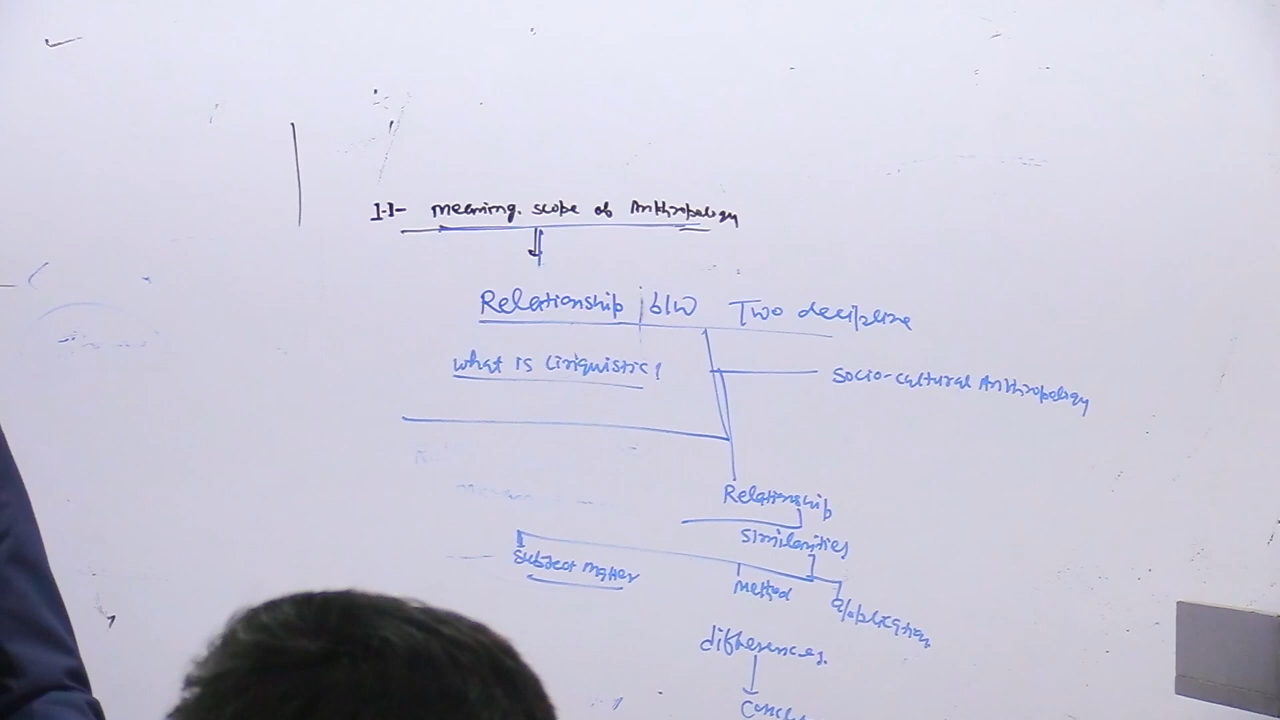 1.1- meaning. scope of Anthropology
Relationship b/w Two decipline
what is Linquistic?
Socio-cultural Anthropology
Relationship
Similarities
Subject matter
method
application
differences.